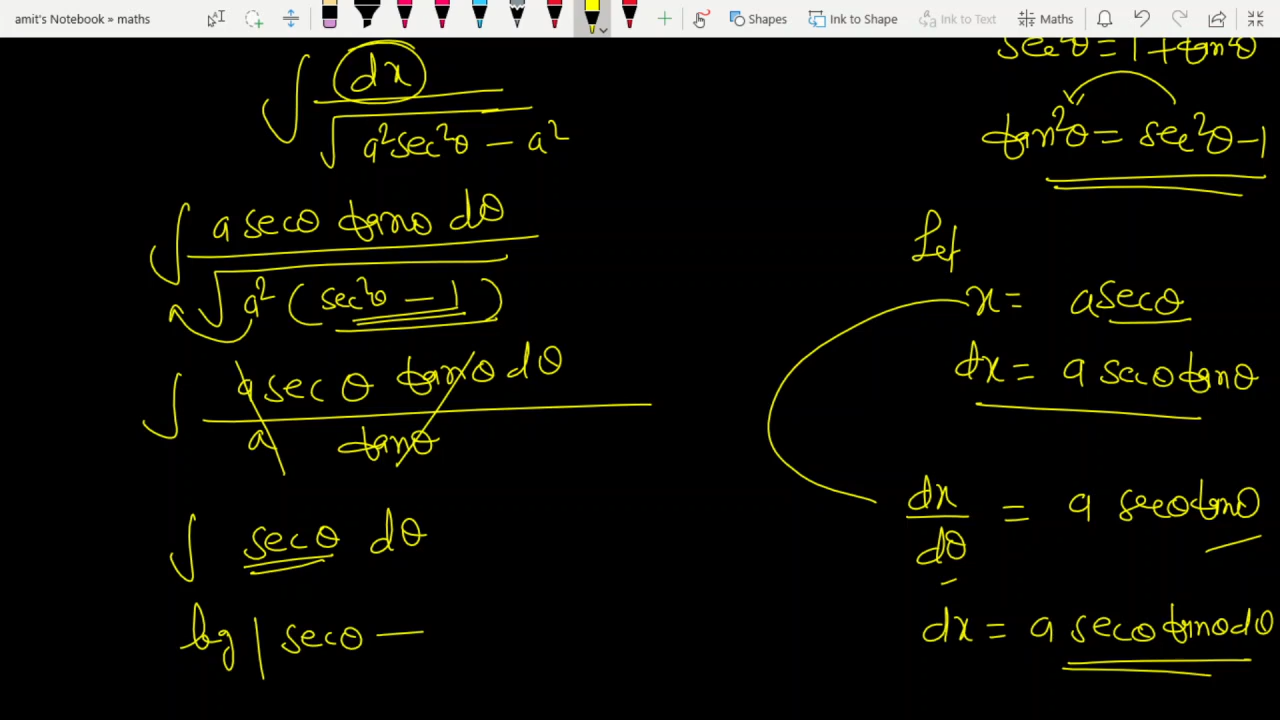 amit's Notebook » maths
Shapes Ink to Shape Ink to Text Maths
∫ dx / √(a²sec²θ − a²)
∫ a secθ tanθ dθ / √(a² (sec²θ − 1))
∫ a sec θ tanθ dθ / a tanθ
∫ secθ dθ
log | secθ —
sec²θ = 1 + tan²θ
tan²θ = sec²θ − 1
Let
x = a secθ
dx = a secθ tanθ
dx/dθ = a secθ tanθ
dx = a secθ tanθ dθ